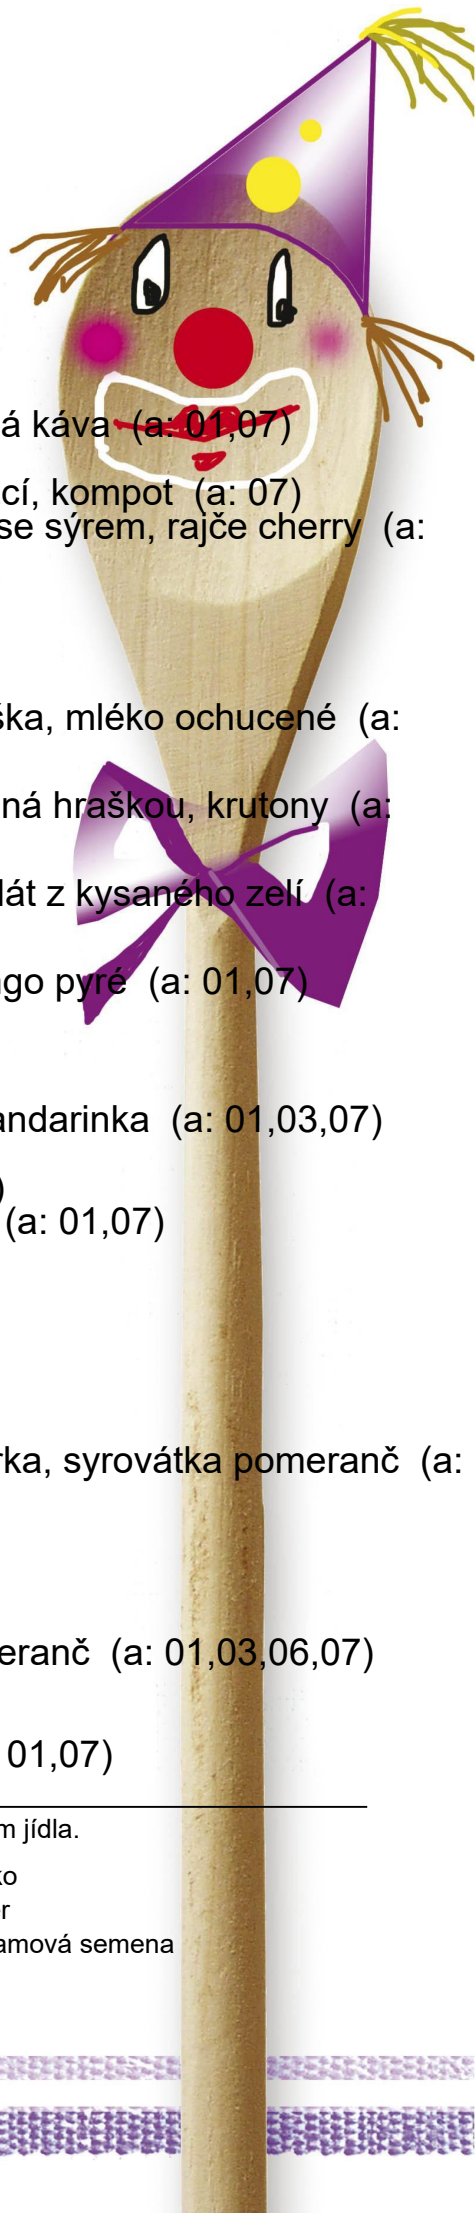 á káva (a: 01,07)
cí, kompot (a: 07)
se sýrem, rajče cherry (a:
ška, mléko ochucené (a:
ná hraškou, krutony (a:
lát z kysaného zelí (a:
ngo pyré (a: 01,07)
andarinka (a: 01,03,07)
)
(a: 01,07)
rka, syrovátka pomeranč (a:
eranč (a: 01,03,06,07)
01,07)
m jídla.
ko
r
amová semena